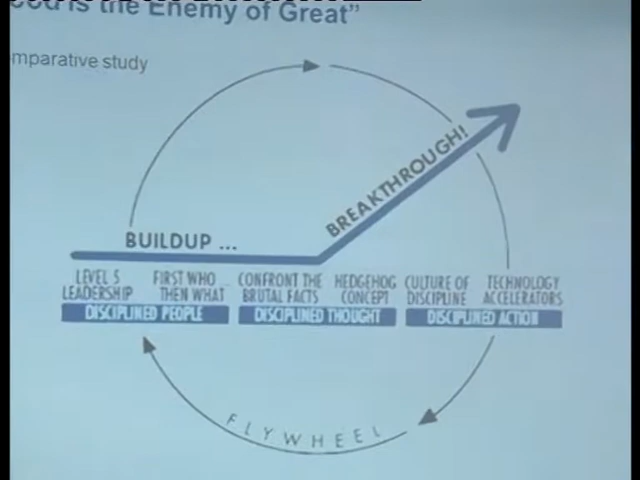 is the Enemy of Great”
mparative study
BREAKTHROUGH!
BUILDUP ...
LEVEL 5 LEADERSHIP
FIRST WHO ... THEN WHAT
CONFRONT THE BRUTAL FACTS
HEDGEHOG CONCEPT
CULTURE OF DISCIPLINE
TECHNOLOGY ACCELERATORS
DISCIPLINED PEOPLE
DISCIPLINED THOUGHT
DISCIPLINED ACTION
FLYWHEEL